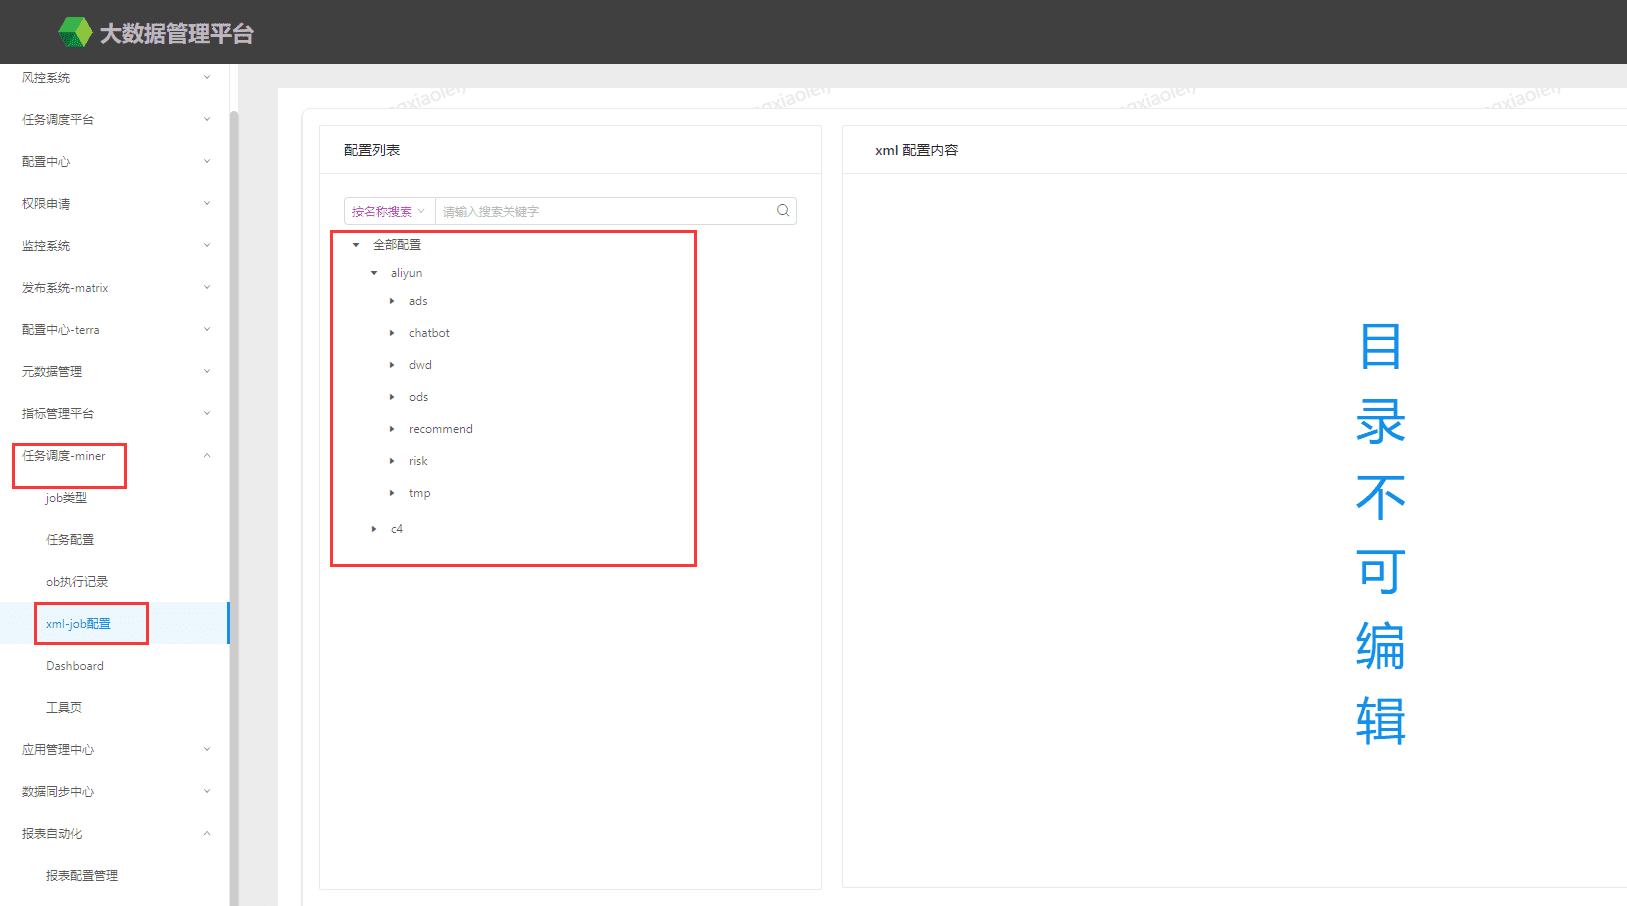 大数据管理平台
风控系统
任务调度平台
配置中心
权限申请
监控系统
发布系统-matrix
配置中心-terra
元数据管理
指标管理平台
任务调度-miner
job类型
任务配置
ob执行记录
xml-job配置
Dashboard
工具页
应用管理中心
数据同步中心
报表自动化
报表配置管理
配置列表
按名称搜索 请输入搜索关键字
全部配置
aliyun
ads
chatbot
dwd
ods
recommend
risk
tmp
c4
xml 配置内容
目
录
不
可
编
辑